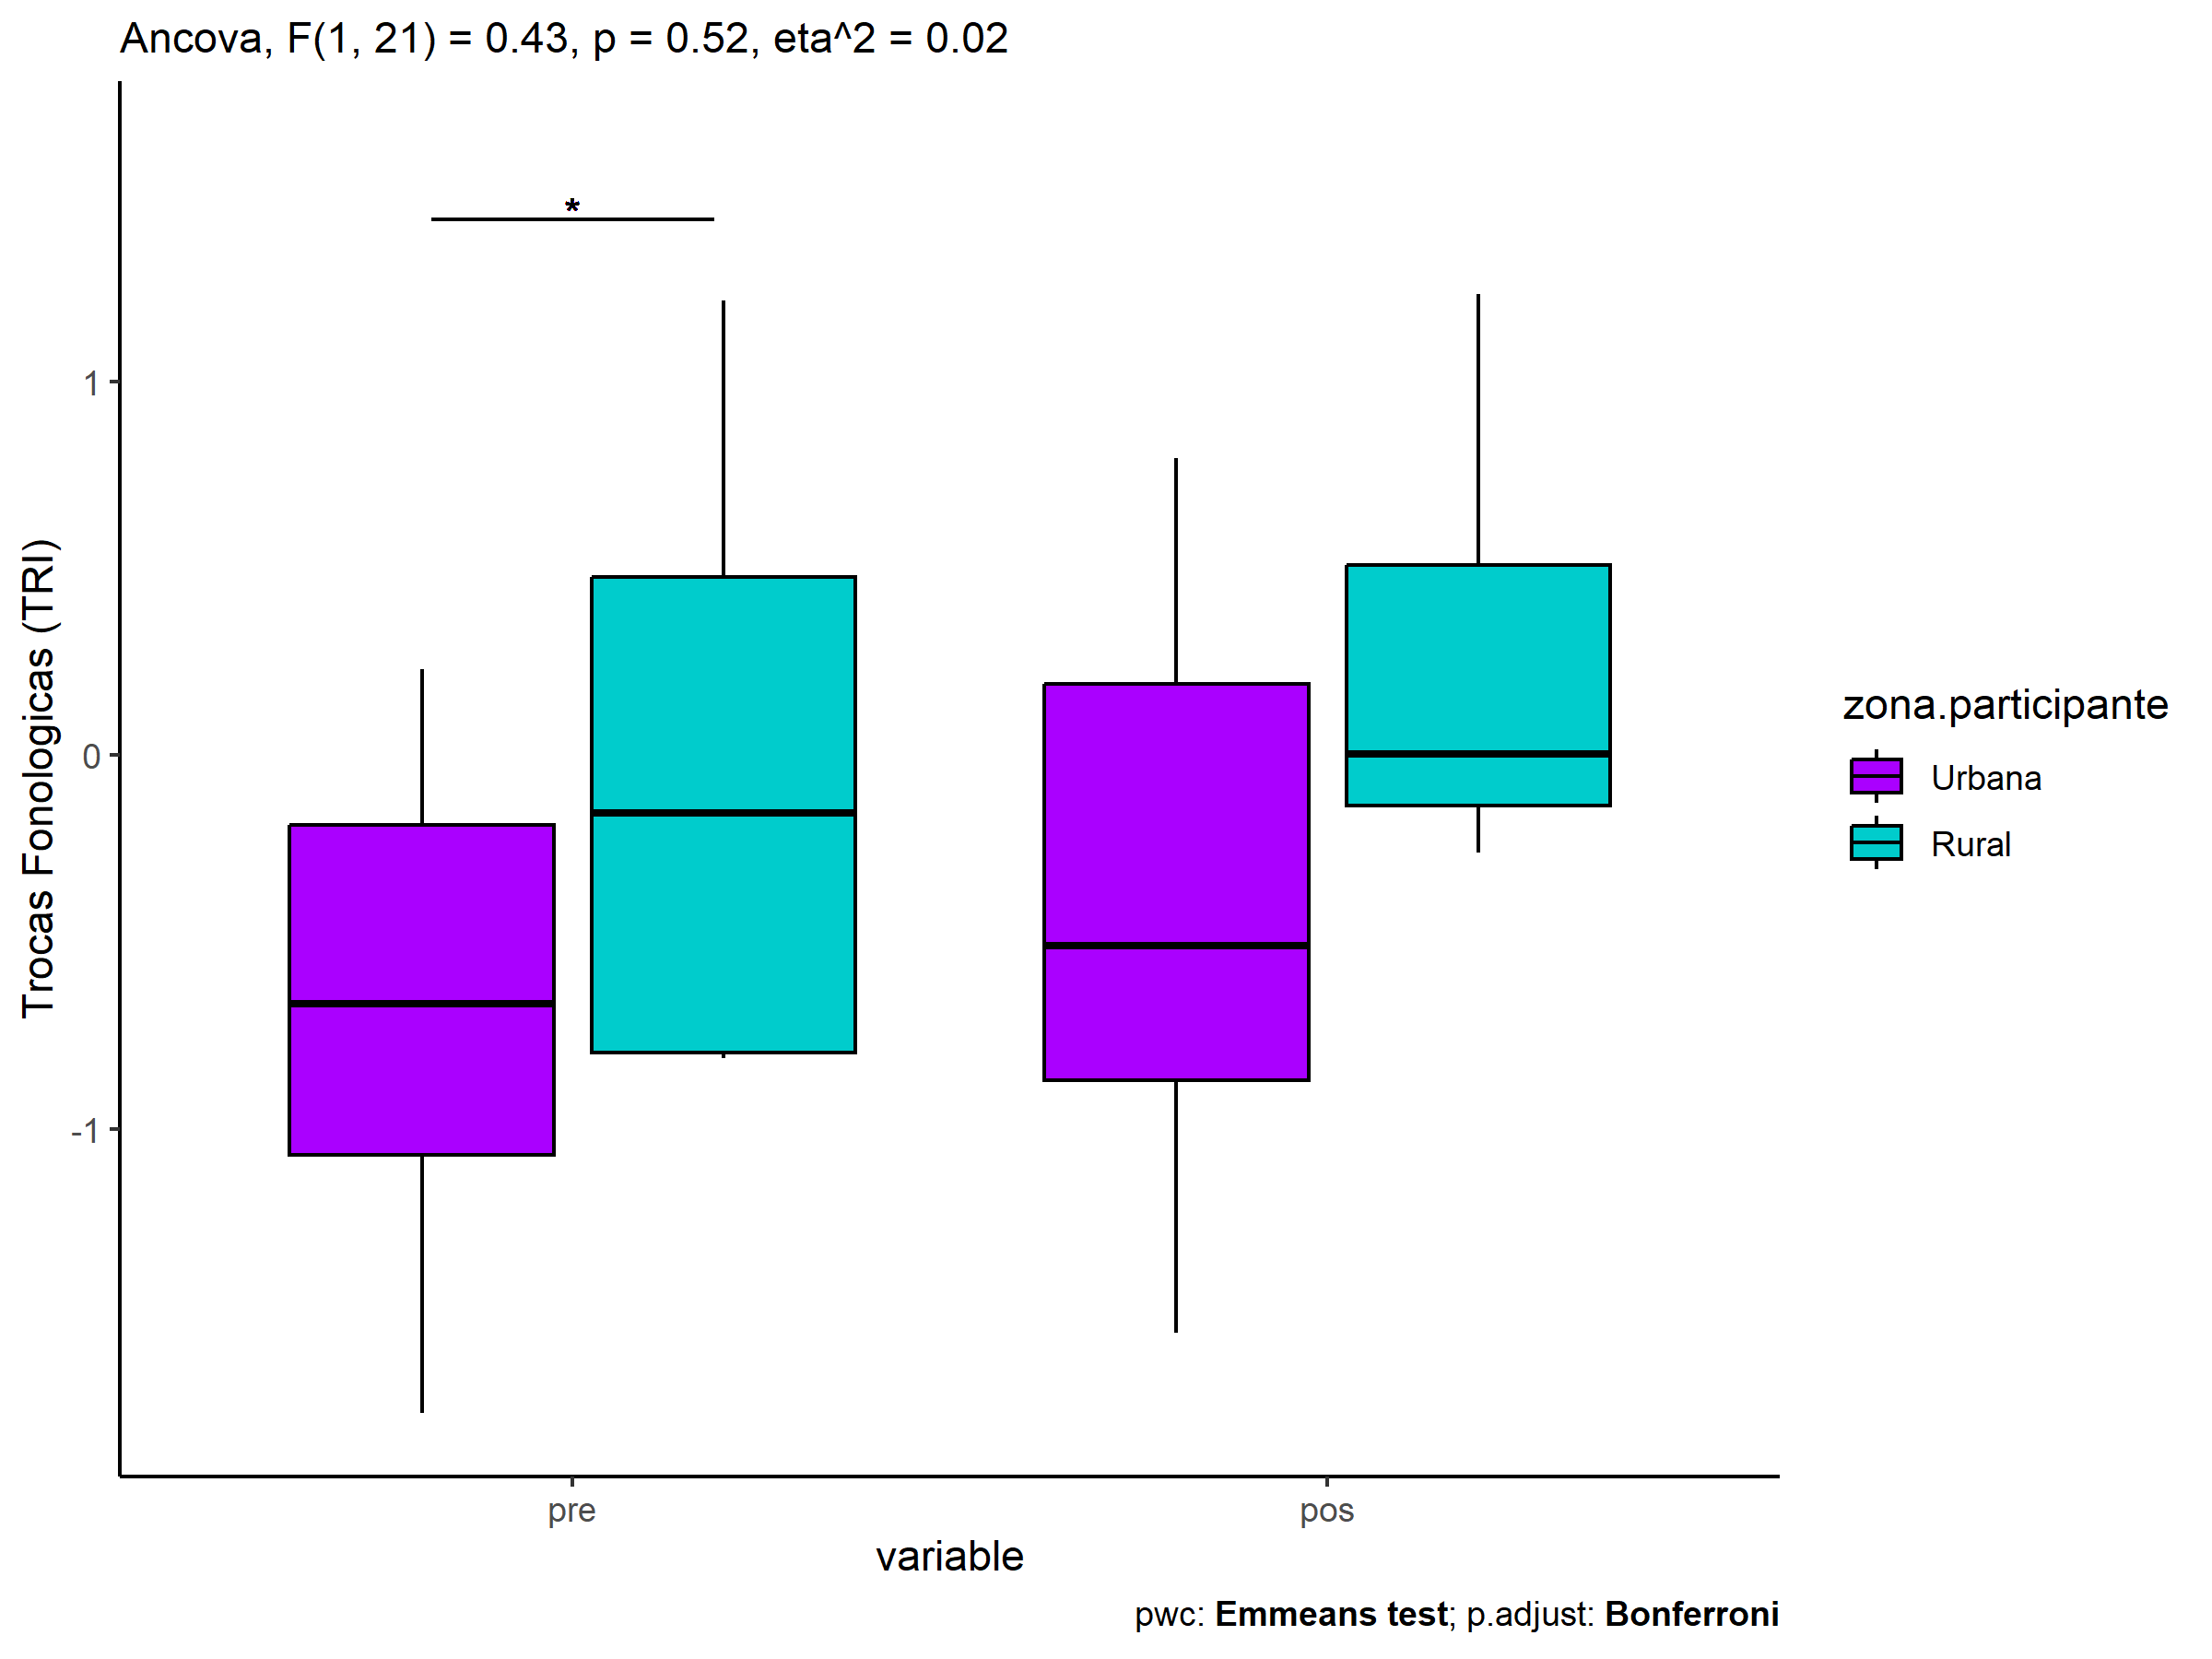 Ancova, F(1, 21) = 0.43, p = 0.52, eta^2 = 0.02
*
1
0
-1
Trocas Fonologicas (TRI)
pre
pos
variable
zona.participante
Urbana
Rural
pwc: Emmeans test; p.adjust: Bonferroni